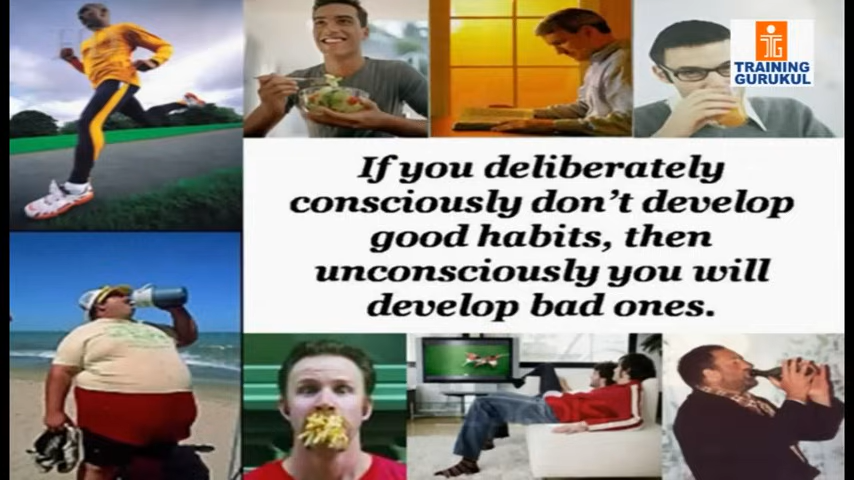 TRAINING
GURUKUL
If you deliberately
consciously don't develop
good habits, then
unconsciously you will
develop bad ones.